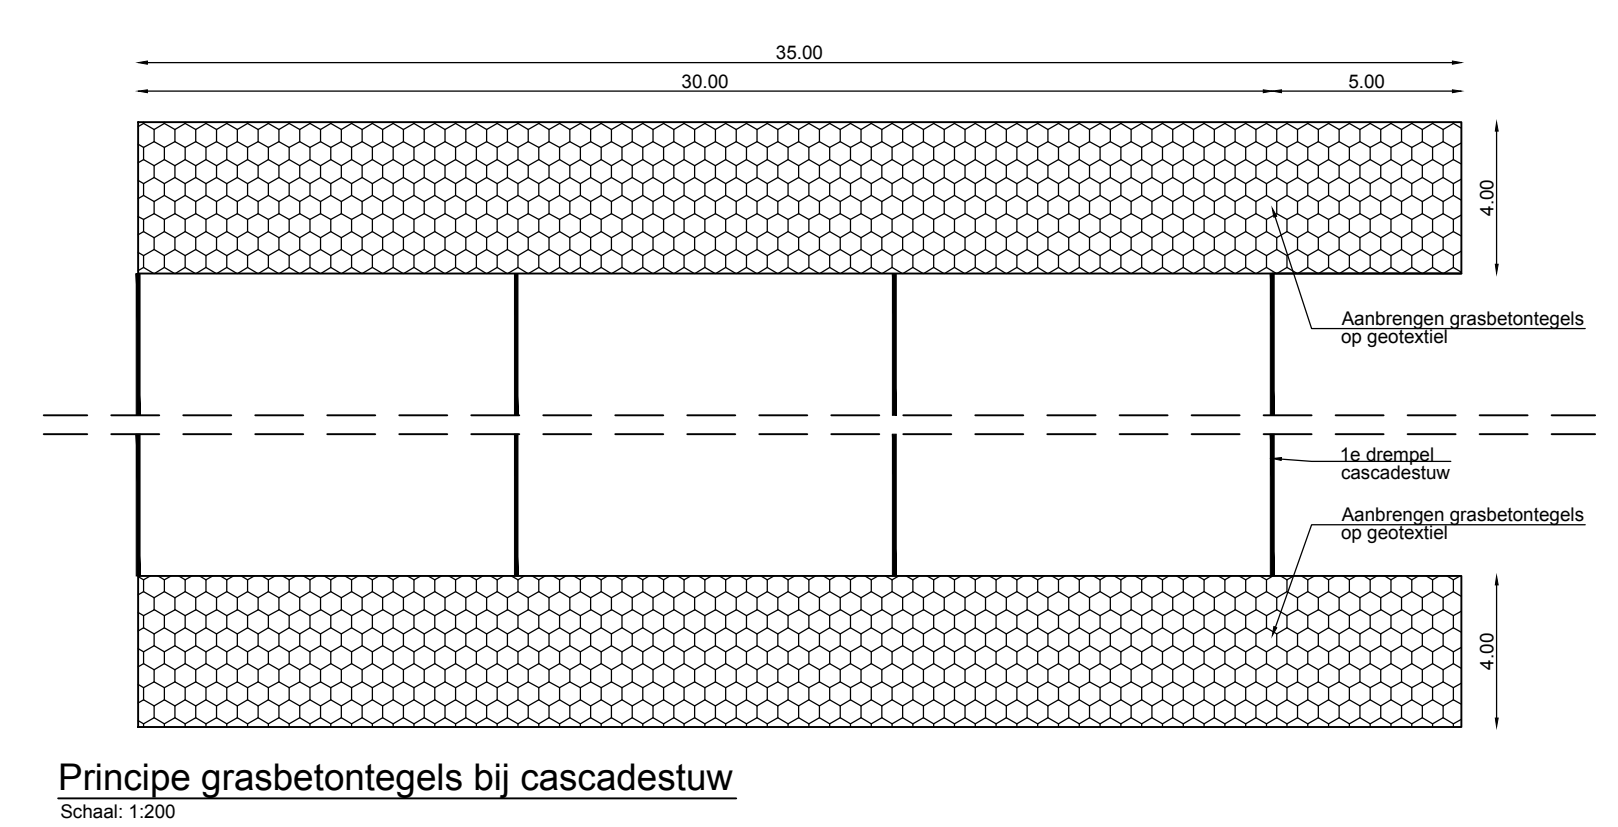 35.00
30.00
5.00
4.00
Aanbrengen grasbetontegels
op geotextiel
1e drempel
cascadestuw
Aanbrengen grasbetontegels
op geotextiel
4.00
Principe grasbetontegels bij cascadestuw
Schaal: 1:200